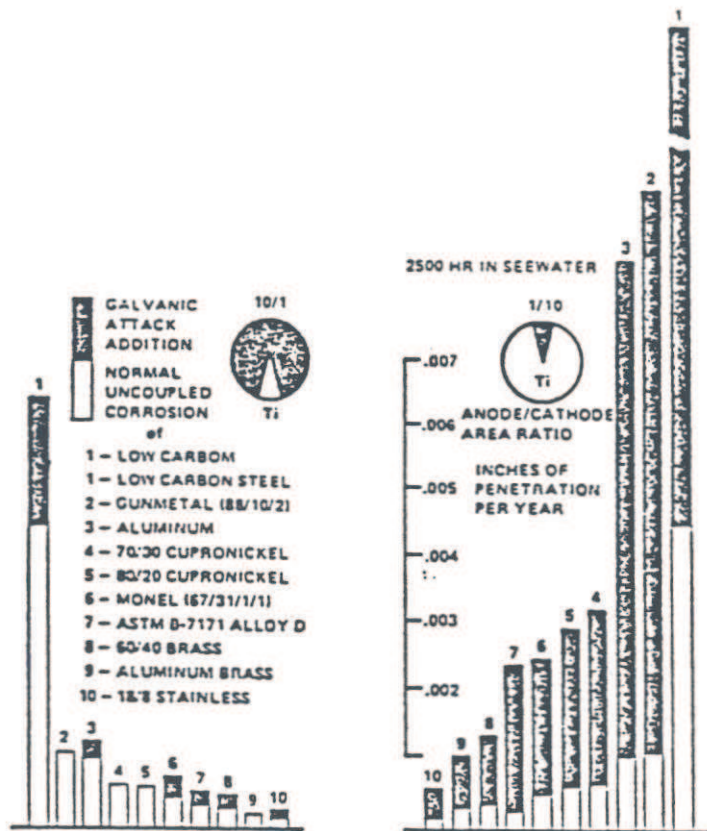 GALVANIC
ATTACK
ADDITION
NORMAL
UNCOUPLED
CORROSION
of
10/1
Ti
1 – LOW CARBOM
1 – LOW CARBON STEEL
2 – GUNMETAL (88/10/2)
3 – ALUMINUM
4 – 70/30 CUPRONICKEL
5 – 80/20 CUPRONICKEL
6 – MONEL (67/31/1/1)
7 – ASTM B-7171 ALLOY D
8 – 60/40 BRASS
9 – ALUMINUM BRASS
10 – 18/8 STAINLESS
1
2
3
4
5
6
7
8
9
10
2500 HR IN SEEWATER
1/10
Ti
ANODE/CATHODE
AREA RATIO
INCHES OF
PENETRATION
PER YEAR
.007
.006
.005
.004
.003
.002
10
9
8
7
6
5
4
3
2
1